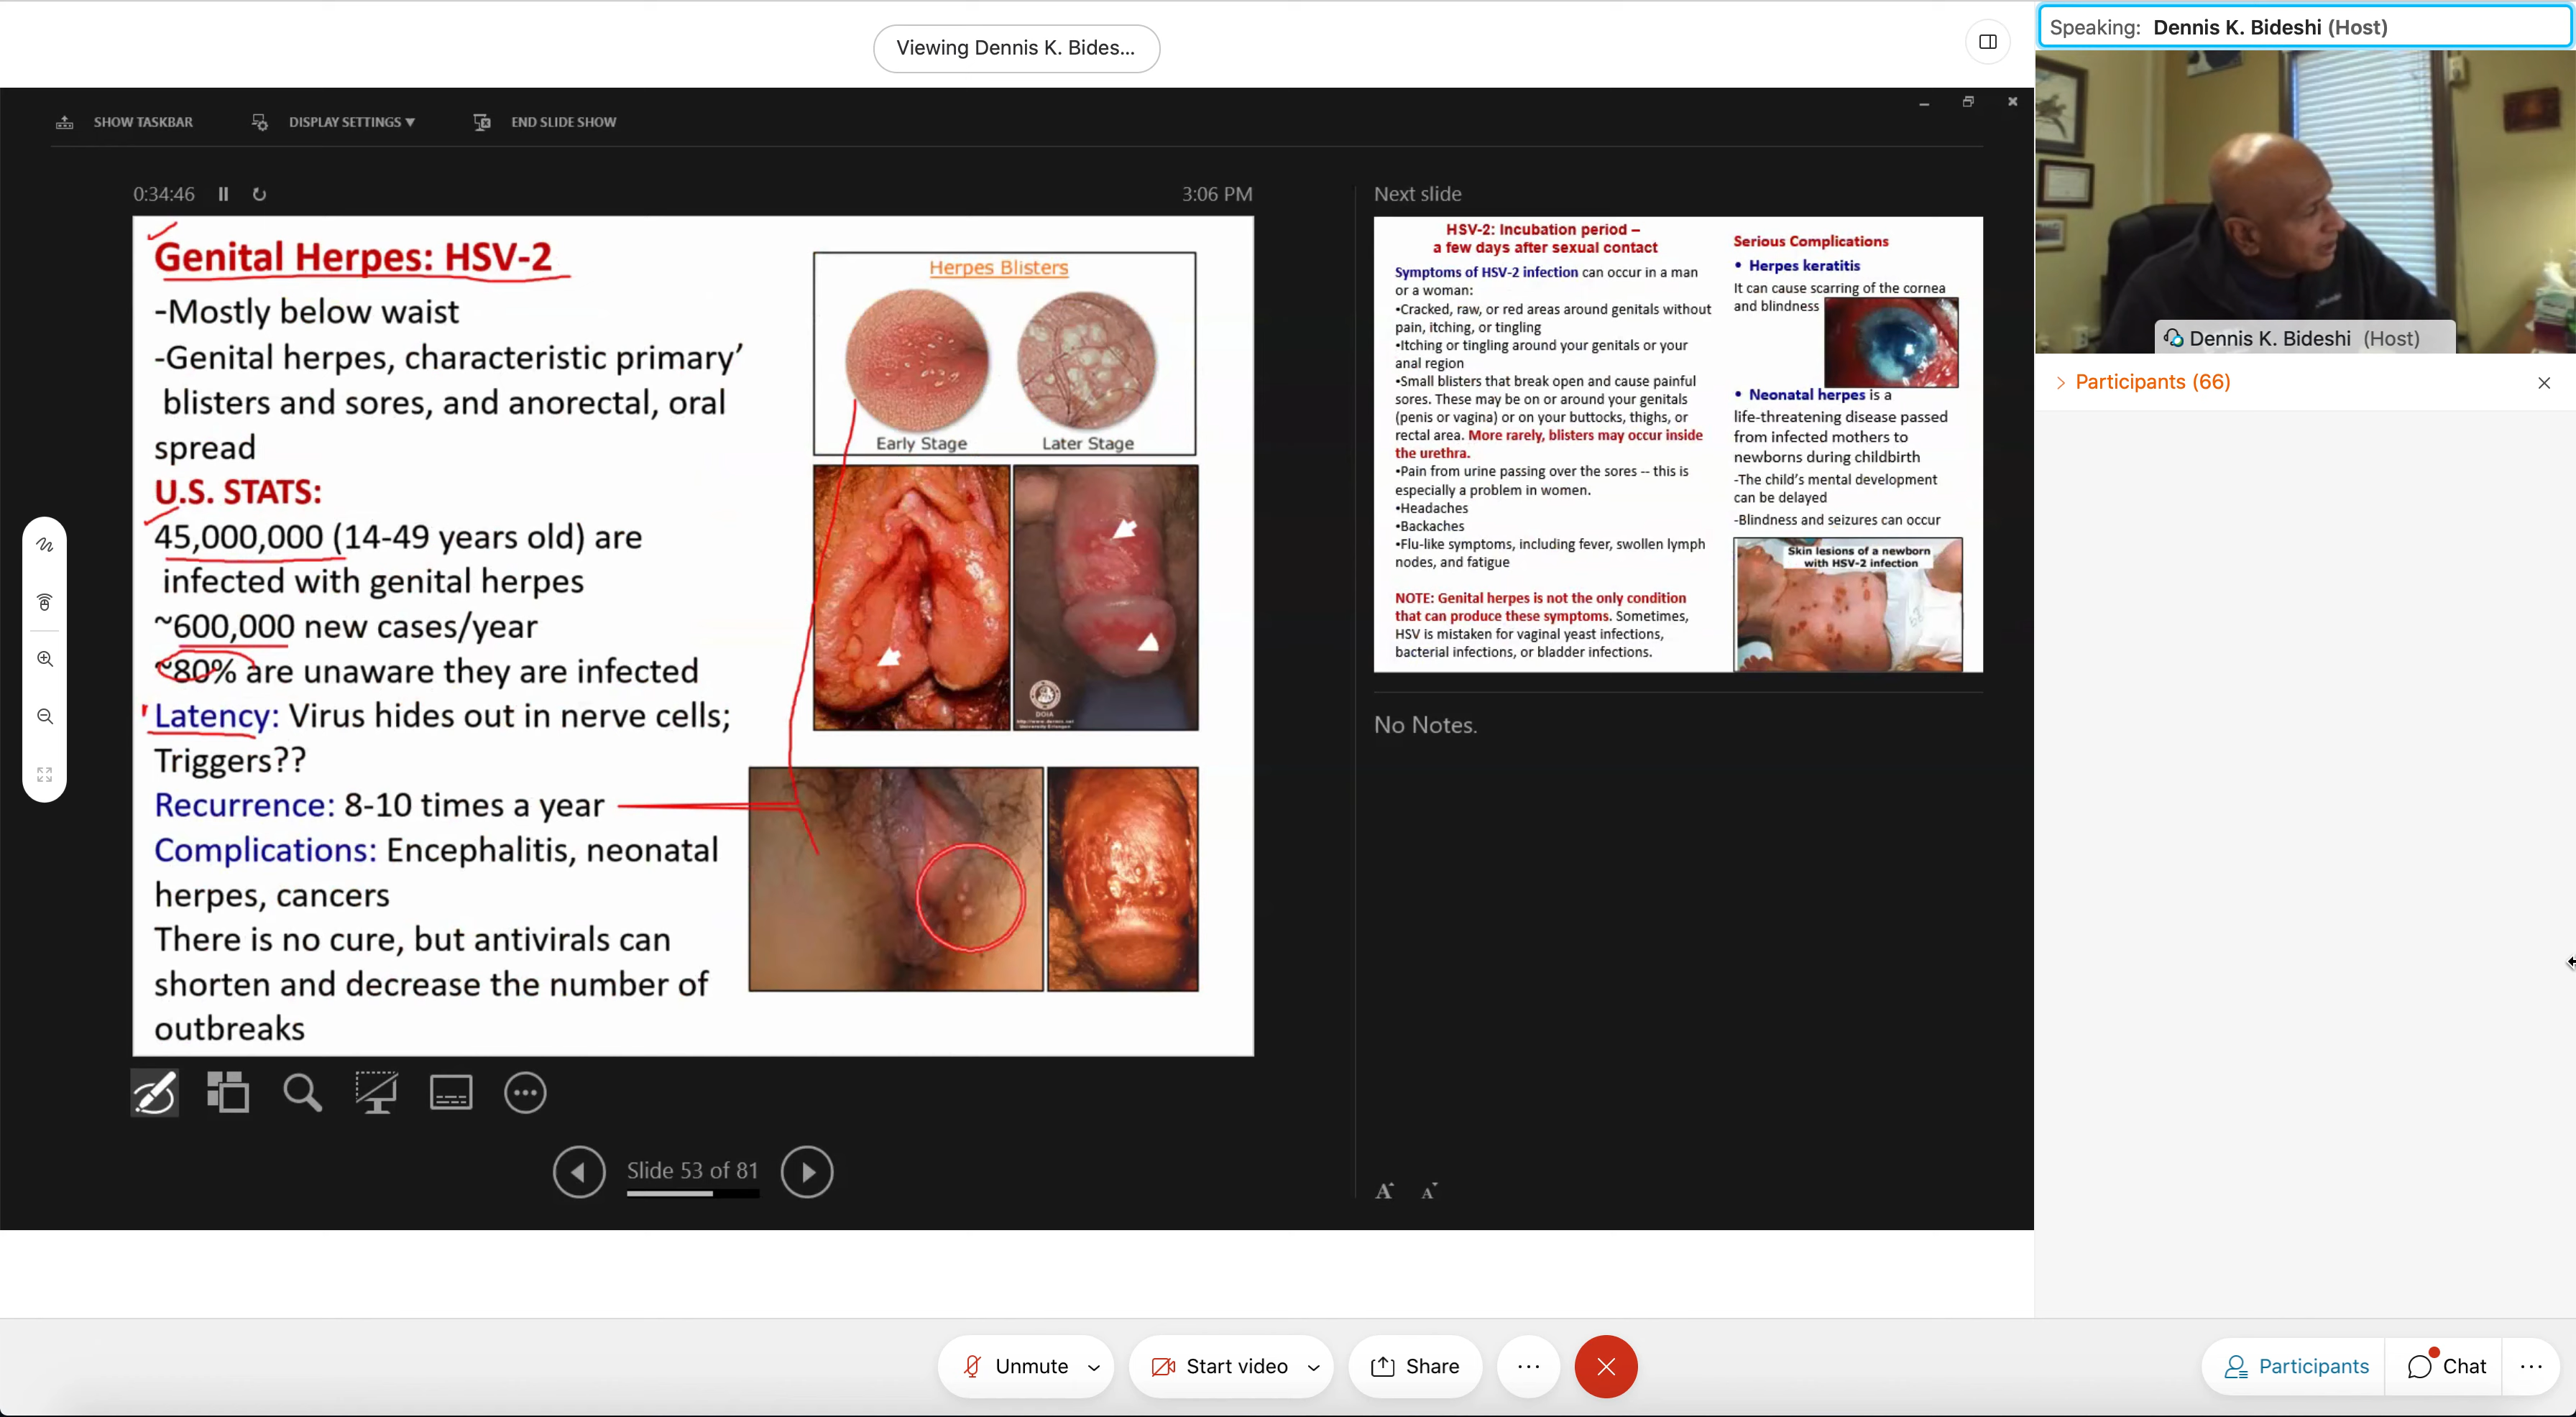 Viewing Dennis K. Bides...
Speaking: Dennis K. Bideshi (Host)
SHOW TASKBAR
DISPLAY SETTINGS ▼
END SLIDE SHOW
0:34:46
3:06 PM
Genital Herpes: HSV-2
-Mostly below waist
-Genital herpes, characteristic primary’
blisters and sores, and anorectal, oral
spread
U.S. STATS:
45,000,000 (14-49 years old) are
infected with genital herpes
~600,000 new cases/year
~80% are unaware they are infected
Latency: Virus hides out in nerve cells;
Triggers??
Recurrence: 8-10 times a year
Complications: Encephalitis, neonatal
herpes, cancers
There is no cure, but antivirals can
shorten and decrease the number of
outbreaks
Herpes Blisters
Early Stage
Later Stage
DOIA
Slide 53 of 81
Next slide
HSV-2: Incubation period –
a few days after sexual contact
Symptoms of HSV-2 infection can occur in a man
or a woman:
•Cracked, raw, or red areas around genitals without
pain, itching, or tingling
•Itching or tingling around your genitals or your
anal region
•Small blisters that break open and cause painful
sores. These may be on or around your genitals
(penis or vagina) or on your buttocks, thighs, or
rectal area. More rarely, blisters may occur inside
the urethra.
•Pain from urine passing over the sores -- this is
especially a problem in women.
•Headaches
•Backaches
•Flu-like symptoms, including fever, swollen lymph
nodes, and fatigue
NOTE: Genital herpes is not the only condition
that can produce these symptoms. Sometimes,
HSV is mistaken for vaginal yeast infections,
bacterial infections, or bladder infections.
Serious Complications
• Herpes keratitis
It can cause scarring of the cornea
and blindness
• Neonatal herpes is a
life-threatening disease passed
from infected mothers to
newborns during childbirth
-The child’s mental development
can be delayed
-Blindness and seizures can occur
Skin lesions of a newborn
with HSV-2 infection
No Notes.
A A
Dennis K. Bideshi (Host)
Participants (66)
Unmute
Start video
Share
Participants
Chat